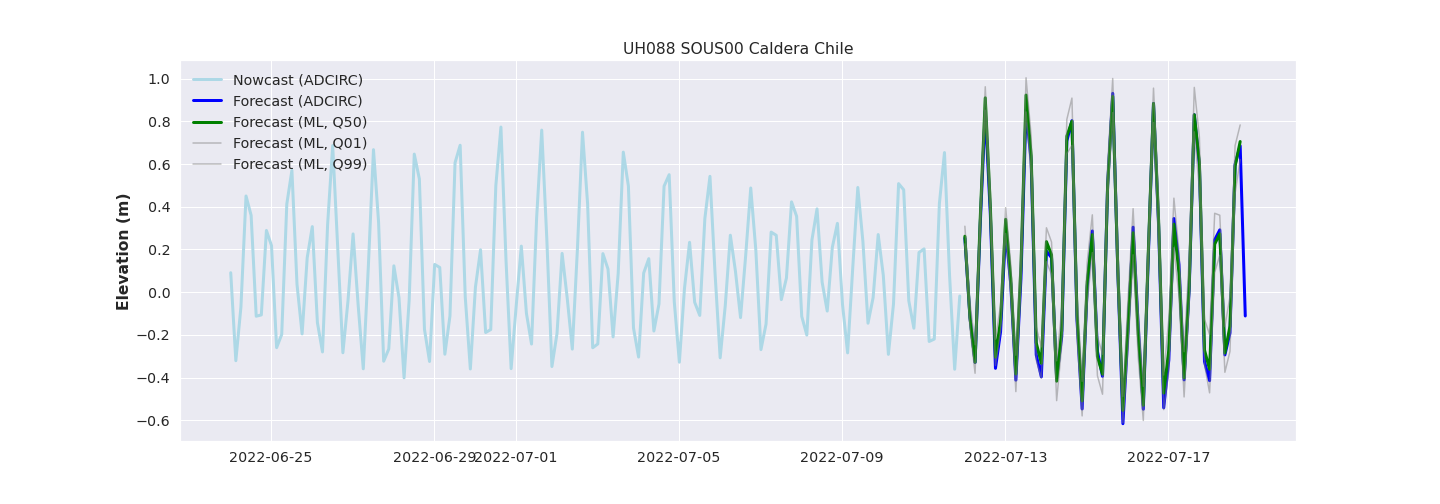 UH088 SOUS00 Caldera Chile
Nowcast (ADCIRC)
Forecast (ADCIRC)
Forecast (ML, Q50)
Forecast (ML, Q01)
Forecast (ML, Q99)
Elevation (m)
1.0
0.8
0.6
0.4
0.2
0.0
−0.2
−0.4
−0.6
2022-06-25 2022-06-29 2022-07-01 2022-07-05 2022-07-09 2022-07-13 2022-07-17